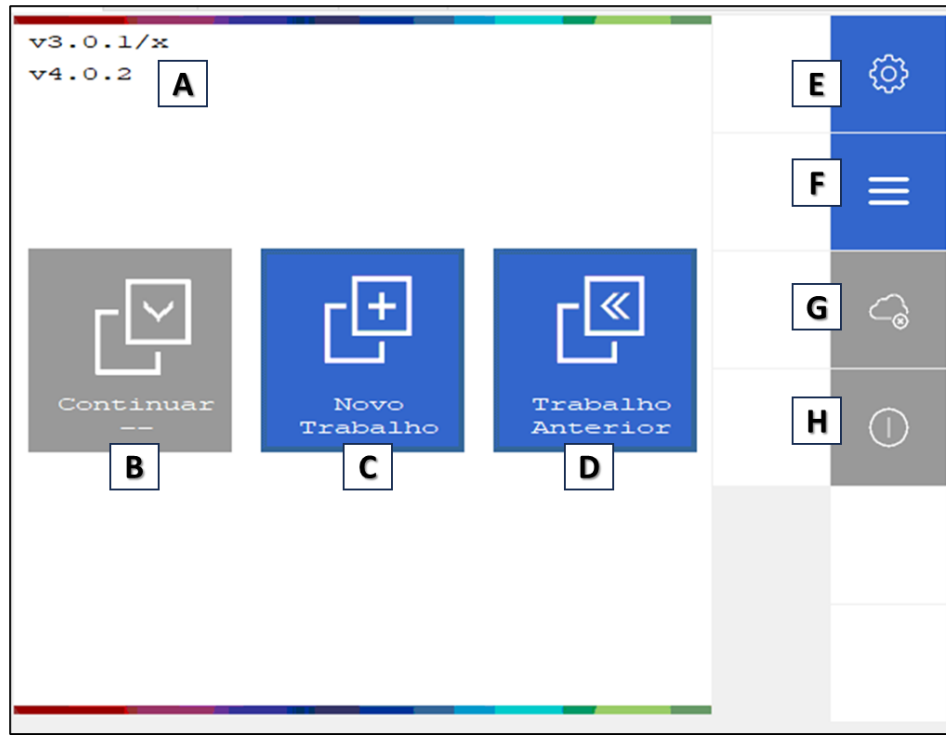 v3.0.1/x
v4.0.2
A
E
F
G
H
Continuar
--
Novo
Trabalho
Trabalho
Anterior
B
C
D